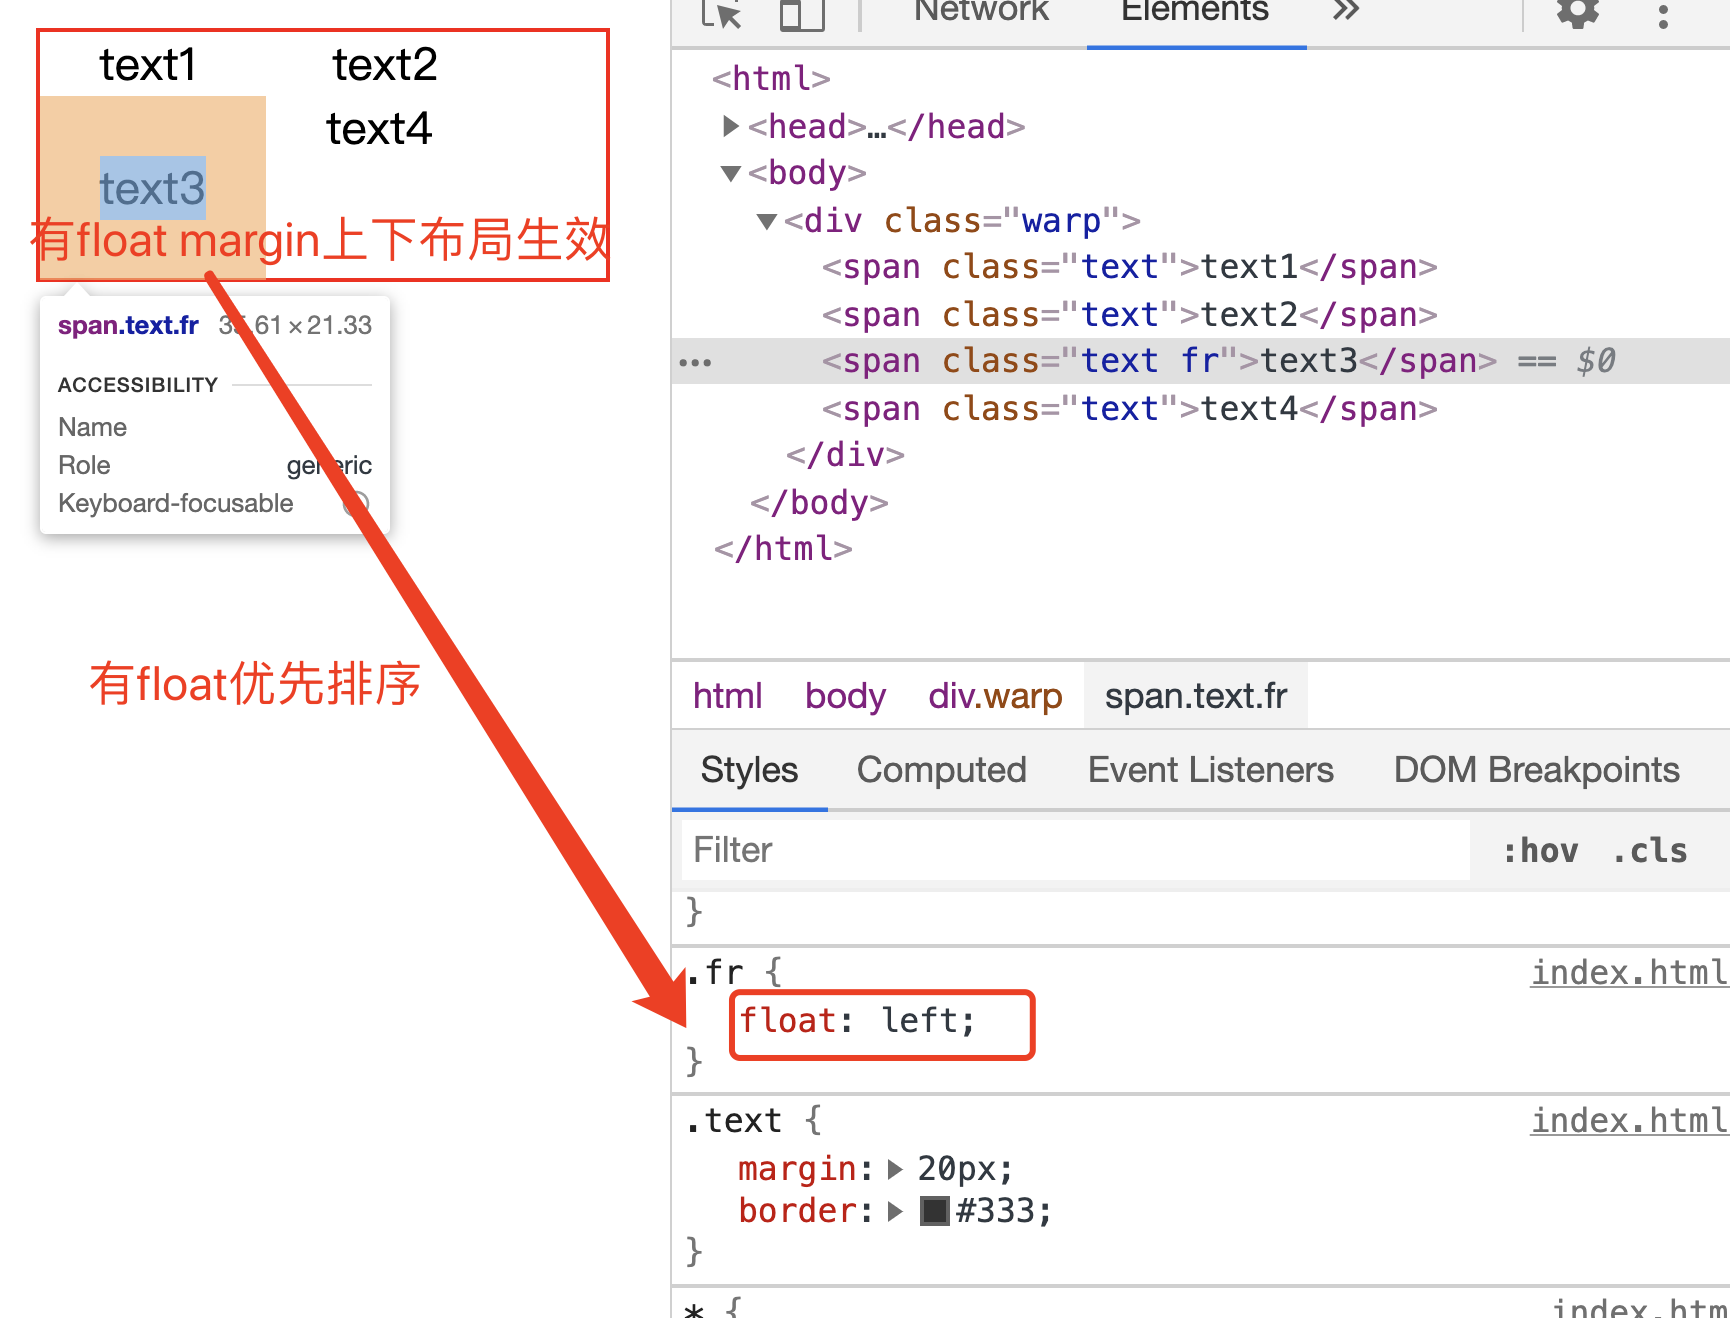 text1 text2
text4
text3
有float margin上下布局生效
span.text.fr 35.61×21.33
ACCESSIBILITY
Name
Role generic
Keyboard-focusable
有float优先排序
Network Elements »
<html>
<head>…</head>
<body>
<div class="warp">
<span class="text">text1</span>
<span class="text">text2</span>
<span class="text fr">text3</span> == $0
<span class="text">text4</span>
</div>
</body>
</html>
html body div.warp span.text.fr
Styles Computed Event Listeners DOM Breakpoints
Filter :hov .cls
}
.fr { index.html
float: left;
}
.text { index.html
margin: 20px;
border: #333;
}
* { index.htm